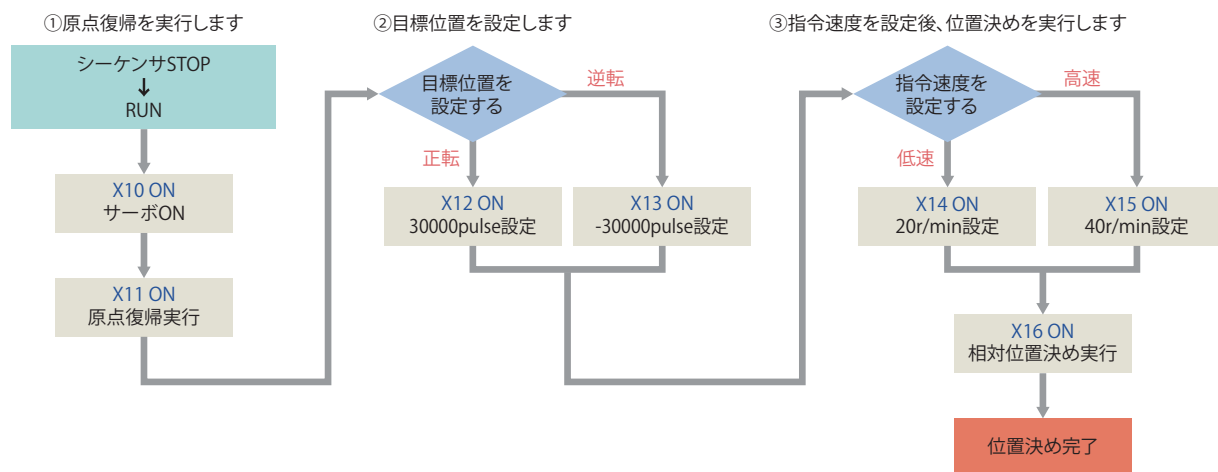 ①原点復帰を実行します
シーケンサSTOP
↓
RUN
X10 ON
サーボON
X11 ON
原点復帰実行
②目標位置を設定します
目標位置を
設定する
逆転
正転
X12 ON
30000pulse設定
X13 ON
-30000pulse設定
③指令速度を設定後、位置決めを実行します
指令速度を
設定する
高速
低速
X14 ON
20r/min設定
X15 ON
40r/min設定
X16 ON
相対位置決め実行
位置決め完了